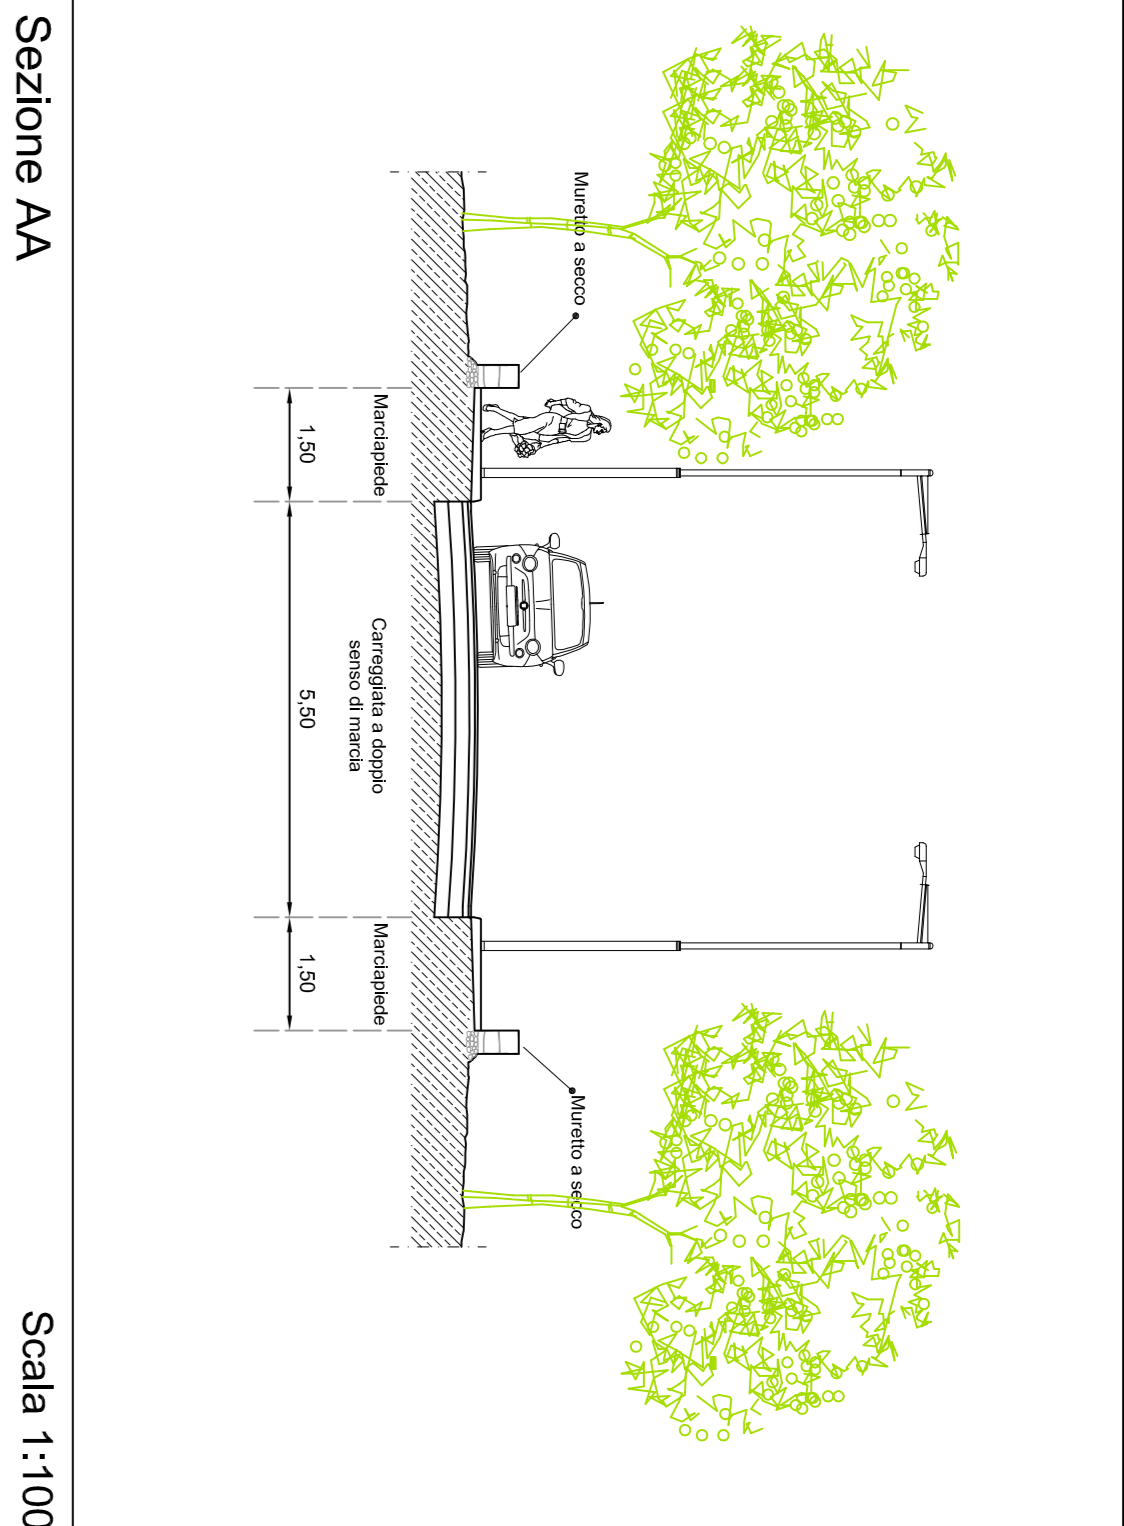 Muretto a secco
Muretto a secco
Marciapiede
Carreggiata a doppio
senso di marcia
Marciapiede
1,50
5,50
1,50
Sezione AA
Scala 1:100